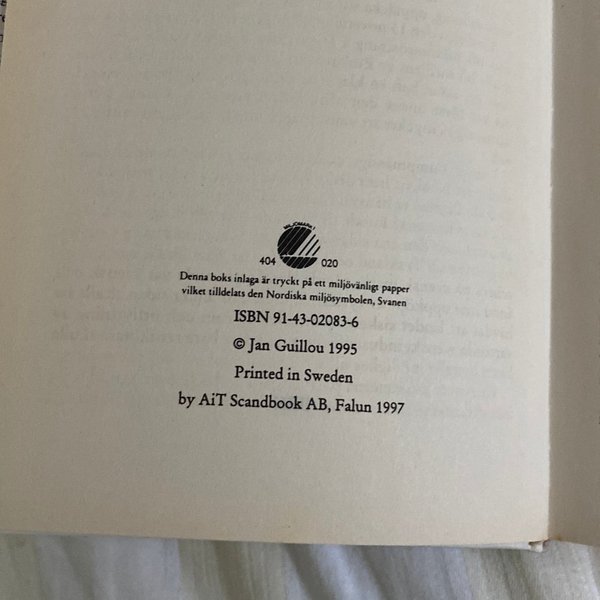 MILJÖMÄRKT
404 020
Denna boks inlaga är tryckt på ett miljövänligt papper
vilket tilldelats den Nordiska miljösymbolen, Svanen
ISBN 91-43-02083-6
© Jan Guillou 1995
Printed in Sweden
by AiT Scandbook AB, Falun 1997